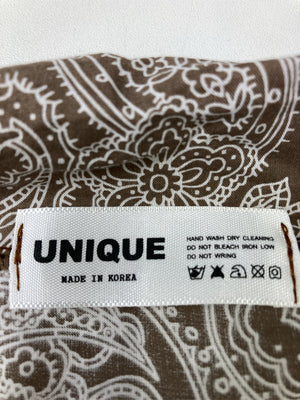 UNIQUE
MADE IN KOREA
HAND WASH DRY CLEANING
DO NOT BLEACH IRON LOW
DO NOT WRING